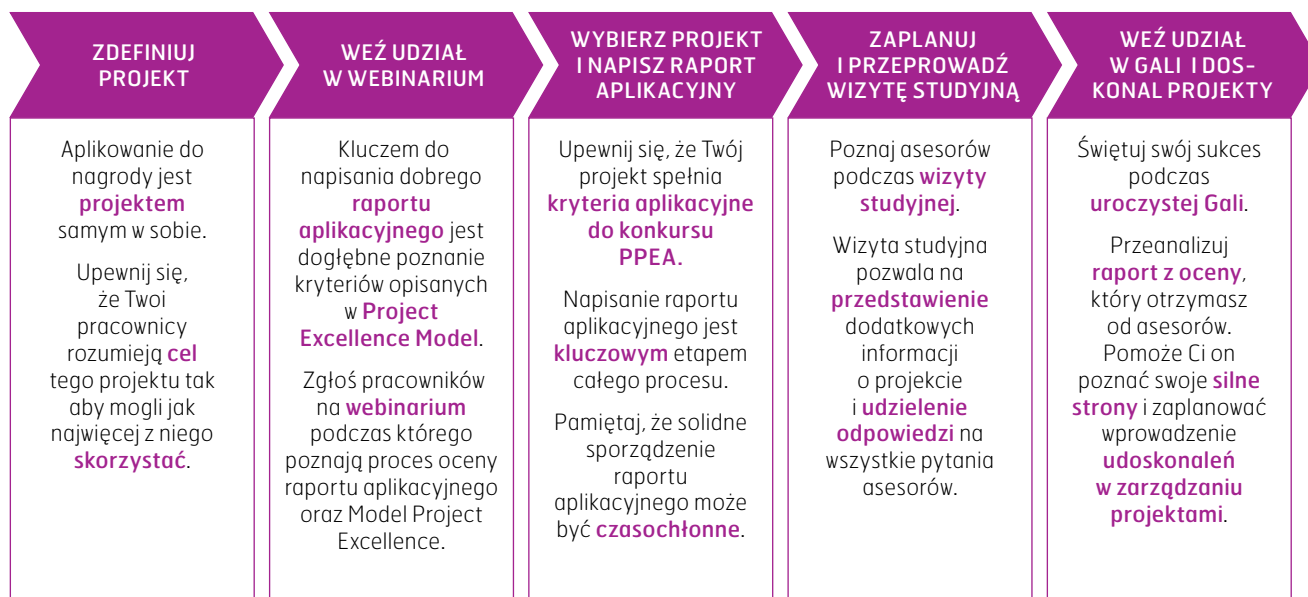 ZDEFINIUJ
PROJEKT
Aplikowanie do
nagrody jest
projektem
samym w sobie.
Upewnij się,
że Twoi
pracownicy
rozumieją cel
tego projektu tak
aby mogli jak
najwięcej z niego
skorzystać.
WEŹ UDZIAŁ
W WEBINARIUM
Kluczem do
napisania dobrego
raportu
aplikacyjnego jest
dogłębne poznanie
kryteriów opisanych
w Project
Excellence Model.
Zgłoś pracowników
na webinarium
podczas którego
poznają proces oceny
raportu aplikacyjnego
oraz Model Project
Excellence.
WYBIERZ PROJEKT
I NAPISZ RAPORT
APLIKACYJNY
Upewnij się, że Twój
projekt spełnia
kryteria aplikacyjne
do konkursu
PPEA.
Napisanie raportu
aplikacyjnego jest
kluczowym etapem
całego procesu.
Pamiętaj, że solidne
sporządzenie
raportu
aplikacyjnego może
być czasochłonne.
ZAPLANUJ
I PRZEPROWADŹ
WIZYTĘ STUDYJNĄ
Poznaj asesorów
podczas wizyty
studyjnej.
Wizyta studyjna
pozwala na
przedstawienie
dodatkowych
informacji
o projekcie
i udzielenie
odpowiedzi na
wszystkie pytania
asesorów.
WEŹ UDZIAŁ
W GALI I DOS-
KONAL PROJEKTY
Świętuj swój sukces
podczas
uroczystej Gali.
Przeanalizuj
raport z oceny,
który otrzymasz
od asesorów.
Pomoże Ci on
poznać swoje silne
strony i zaplanować
wprowadzenie
udoskonaleń
w zarządzaniu
projektami.